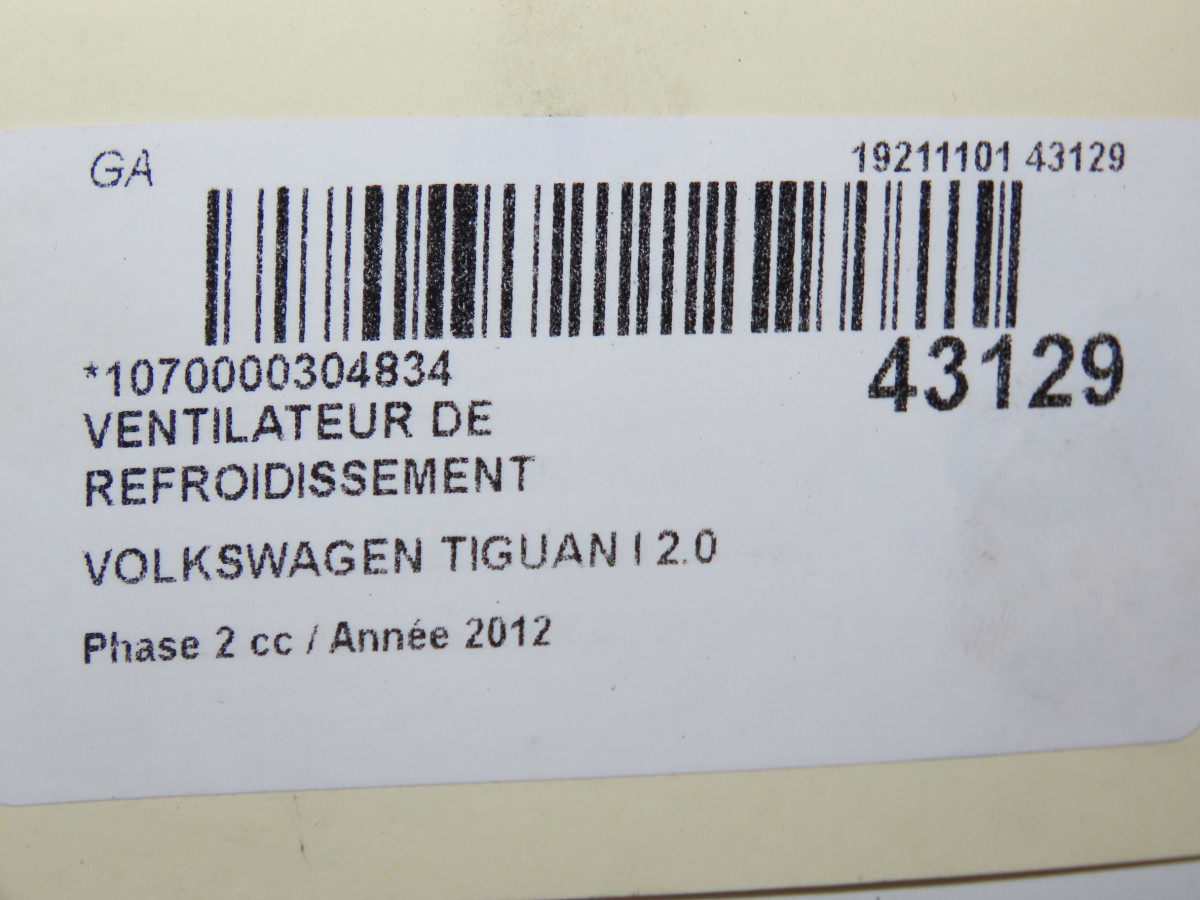 GA
19211101 43129
43129
*1070000304834
VENTILATEUR DE
REFROIDISSEMENT
VOLKSWAGEN TIGUAN I 2.0
Phase 2 cc / Année 2012